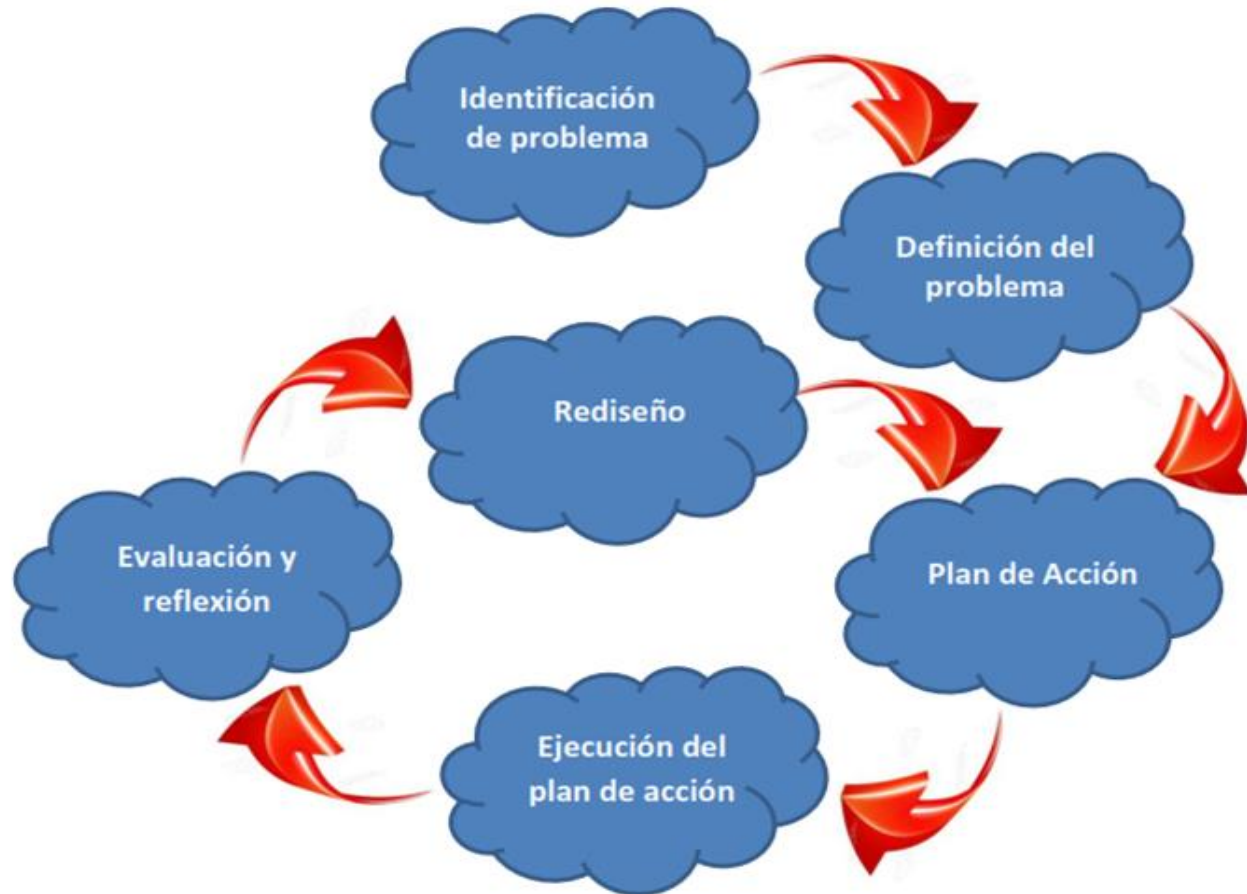 Identificación
de problema
Definición del
problema
Rediseño
Plan de Acción
Evaluación y
reflexión
Ejecución del
plan de acción